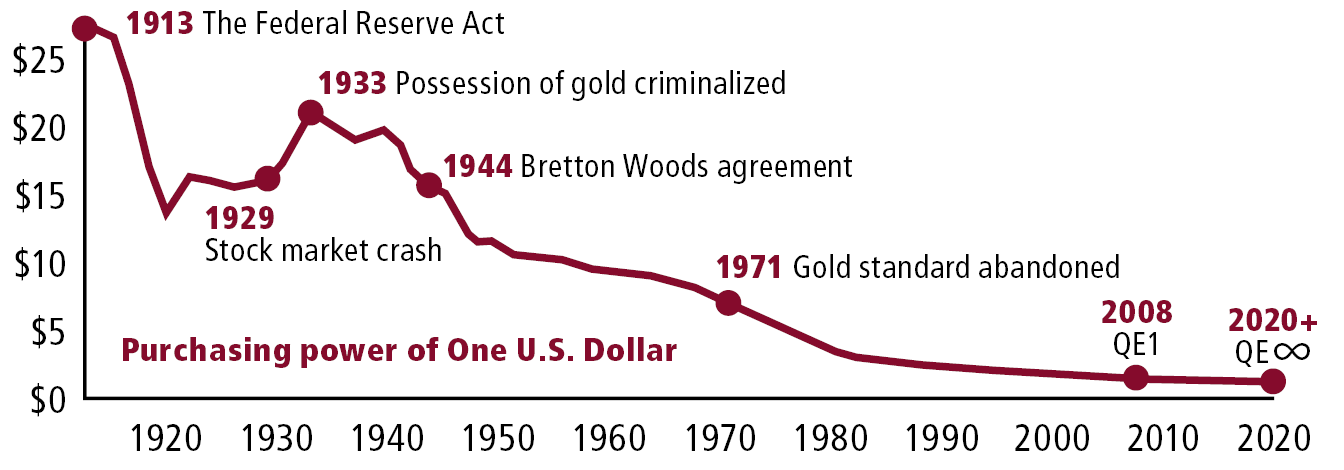 1913 The Federal Reserve Act
$25
1933 Possession of gold criminalized
$20
1944 Bretton Woods agreement
$15
1929
Stock market crash
$10
1971 Gold standard abandoned
2008
QE1
2020+
QE∞
$5
Purchasing power of One U.S. Dollar
$0
1920 1930 1940 1950 1960 1970 1980 1990 2000 2010 2020